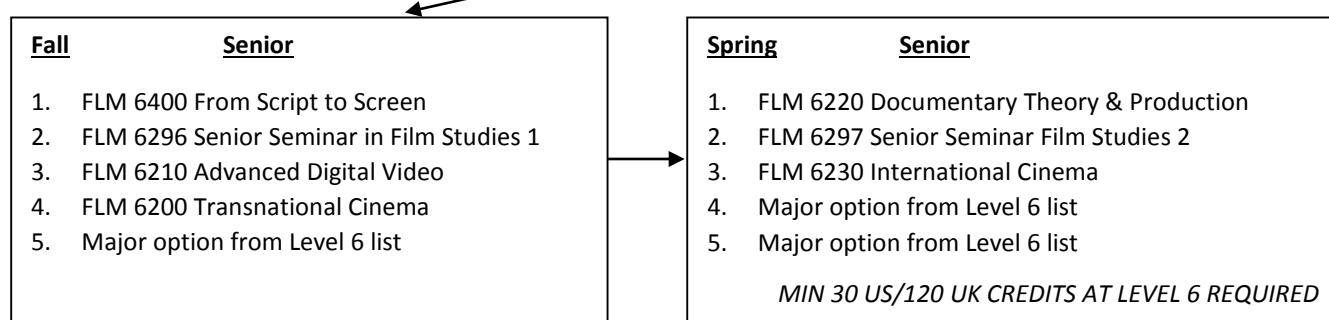 Fall Senior
1. FLM 6400 From Script to Screen
2. FLM 6296 Senior Seminar in Film Studies 1
3. FLM 6210 Advanced Digital Video
4. FLM 6200 Transnational Cinema
5. Major option from Level 6 list
Spring Senior
1. FLM 6220 Documentary Theory & Production
2. FLM 6297 Senior Seminar Film Studies 2
3. FLM 6230 International Cinema
4. Major option from Level 6 list
5. Major option from Level 6 list
MIN 30 US/120 UK CREDITS AT LEVEL 6 REQUIRED